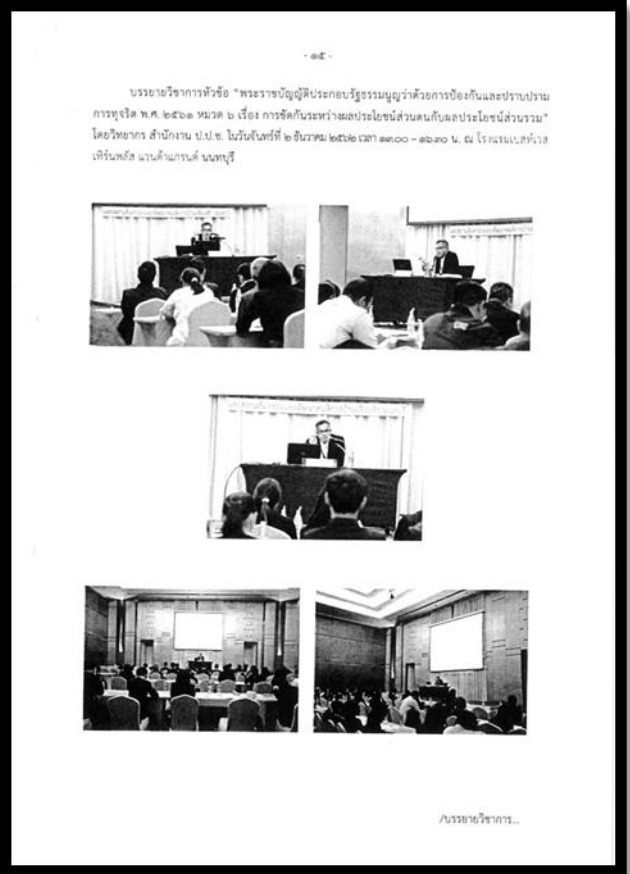 - ๑๕ -
บรรยายวิชาการหัวข้อ "พระราชบัญญัติประกอบรัฐธรรมนูญว่าด้วยการป้องกันและปราบปราม
การทุจริต พ.ศ. ๒๕๖๑ หมวด ๖ เรื่อง การขัดกันระหว่างผลประโยชน์ส่วนตนกับผลประโยชน์ส่วนรวม"
โดยวิทยากร สำนักงาน ป.ป.ช. ในวันจันทร์ที่ ๒ ธันวาคม ๒๕๖๒ เวลา ๑๓.๐๐ – ๑๖.๓๐ น. ณ โรงแรมเบสท์เวส
เทิร์นพลัส แวนด้าแกรนด์ นนทบุรี
/บรรยายวิชาการ...